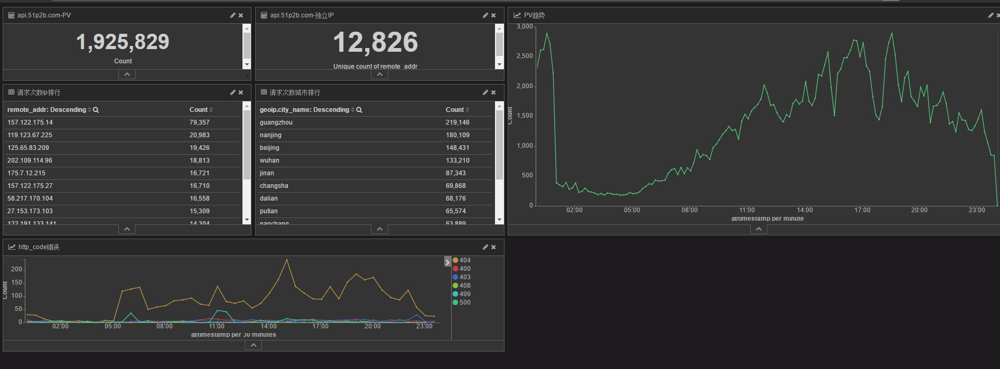 api.51p2b.com-PV
1,925,829
Count
api.51p2b.com-独立IP
12,826
Unique count of remote_addr
PV趋势
3,000
2,500
2,000
1,500
1,000
500
0
Count
02:00 05:00 08:00 11:00 14:00 17:00 20:00 23:00
@timestamp per minute
请求次数ip排行
remote_addr: Descending Count
157.122.175.14 79,357
119.123.67.225 20,983
125.65.83.209 19,426
202.109.114.96 18,813
175.7.12.215 16,721
157.122.175.27 16,710
58.217.170.104 16,558
27.153.173.103 15,309
122.191.133.141 14,304
请求次数城市排行
geoip.city_name: Descending Count
guangzhou 219,146
nanjing 180,109
beijing 148,431
wuhan 133,210
jinan 87,343
changsha 69,868
dalian 68,176
putian 65,574
nanchang 63,889
http_code错误
200
150
100
50
0
Count
02:00 05:00 08:00 11:00 14:00 17:00 20:00 23:00
@timestamp per 30 minutes
404
400
403
408
499
500